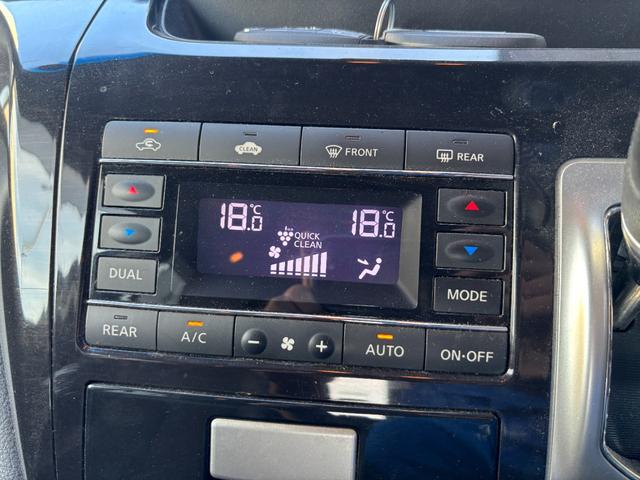 CLEAN
FRONT
REAR
18.0°C
18.0°C
QUICK
CLEAN
DUAL
MODE
REAR
A/C
− +
AUTO
ON·OFF